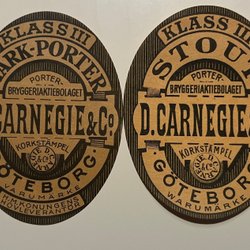 KLASS III
ARK-PORTER
PORTER-
BRYGGERIAKTIEBOLAGET
CARNEGIE & Cº
KORKSTÄMPEL
GÖTEBORG
VARUMÄRKE
KLASS III
STOUT
PORTER-
BRYGGERIAKTIEBOLAGET
D. CARNEGIE
KORKSTÄMPEL
GÖTEBORG
VARUMÄRKE